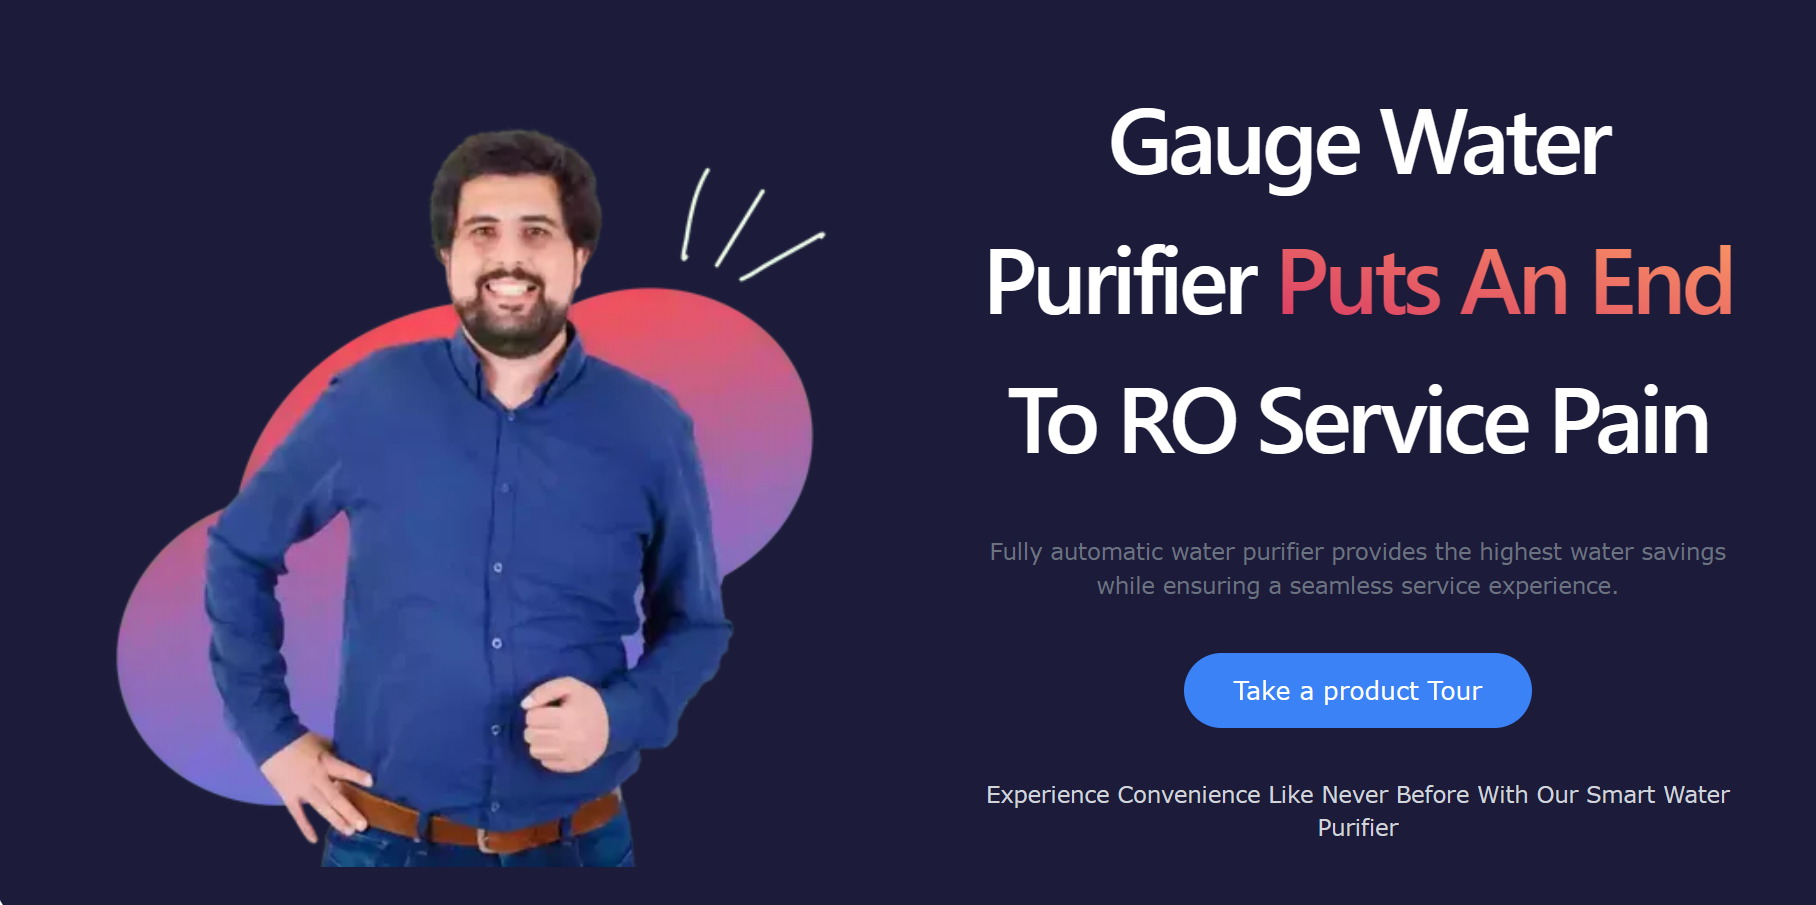 Gauge Water
Purifier Puts An End
To RO Service Pain
Fully automatic water purifier provides the highest water savings
while ensuring a seamless service experience.
Take a product Tour
Experience Convenience Like Never Before With Our Smart Water
Purifier